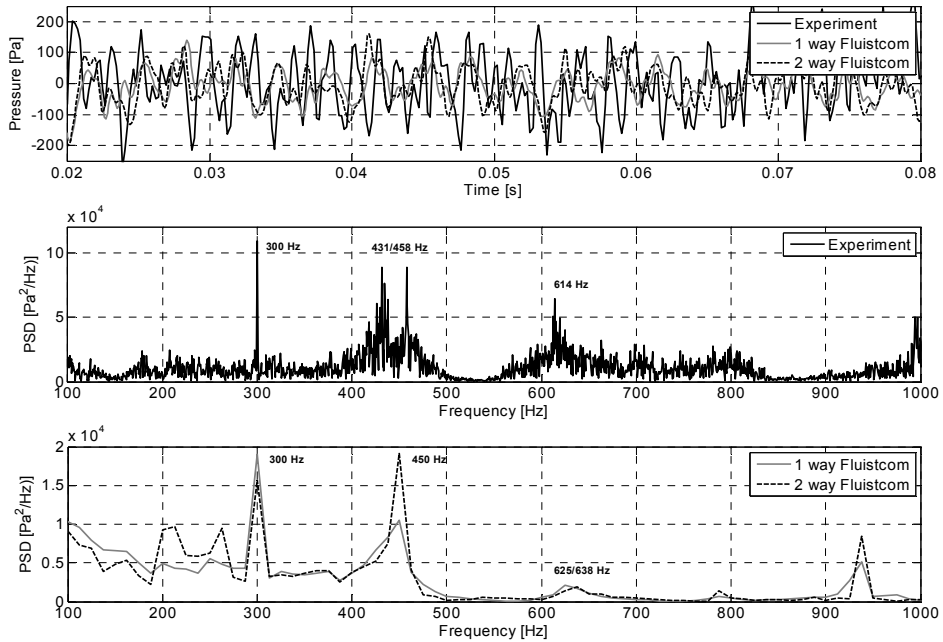 Pressure [Pa]
200
100
0
-100
-200
Experiment
1 way Fluistcom
2 way Fluistcom
0.02 0.03 0.04 0.05 0.06 0.07 0.08
Time [s]
x 10^4
PSD [Pa^2/Hz)]
10
5
0
300 Hz
431/458 Hz
614 Hz
Experiment
100 200 300 400 500 600 700 800 900 1000
Frequency [Hz]
x 10^4
PSD [Pa^2/Hz)]
2
1.5
1
0.5
0
300 Hz
450 Hz
625/638 Hz
1 way Fluistcom
2 way Fluistcom
100 200 300 400 500 600 700 800 900 1000
Frequency [Hz]